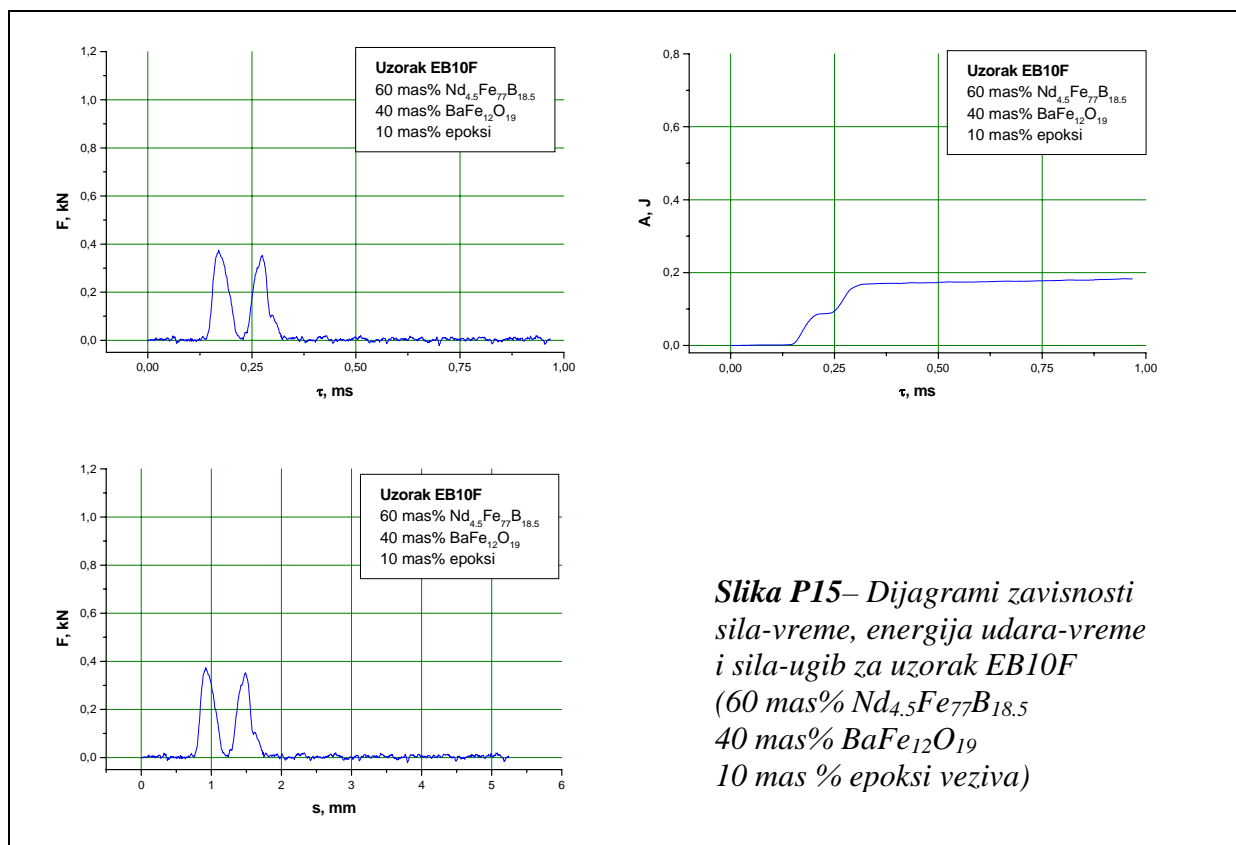 1,2
1,0
0,8
0,6
0,4
0,2
0,0
F, kN
0,00 0,25 0,50 0,75 1,00
τ, ms
Uzorak EB10F
60 mas% Nd4.5Fe77B18.5
40 mas% BaFe12O19
10 mas% epoksi
0,8
0,6
0,4
0,2
0,0
A, J
0,00 0,25 0,50 0,75 1,00
τ, ms
Uzorak EB10F
60 mas% Nd4.5Fe77B18.5
40 mas% BaFe12O19
10 mas% epoksi
1,2
1,0
0,8
0,6
0,4
0,2
0,0
F, kN
0 1 2 3 4 5 6
s, mm
Uzorak EB10F
60 mas% Nd4.5Fe77B18.5
40 mas% BaFe12O19
10 mas% epoksi
Slika P15– Dijagrami zavisnosti
sila-vreme, energija udara-vreme
i sila-ugib za uzorak EB10F
(60 mas% Nd4.5Fe77B18.5
40 mas% BaFe12O19
10 mas % epoksi veziva)